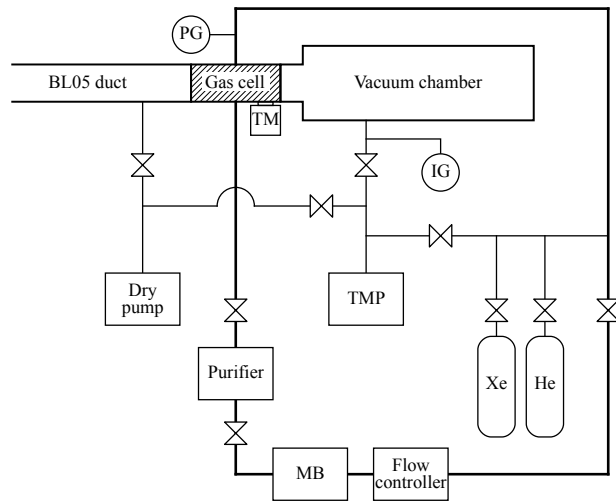 PG
BL05 duct
Gas cell
Vacuum chamber
TM
IG
Dry
pump
TMP
Xe
He
Purifier
MB
Flow
controller